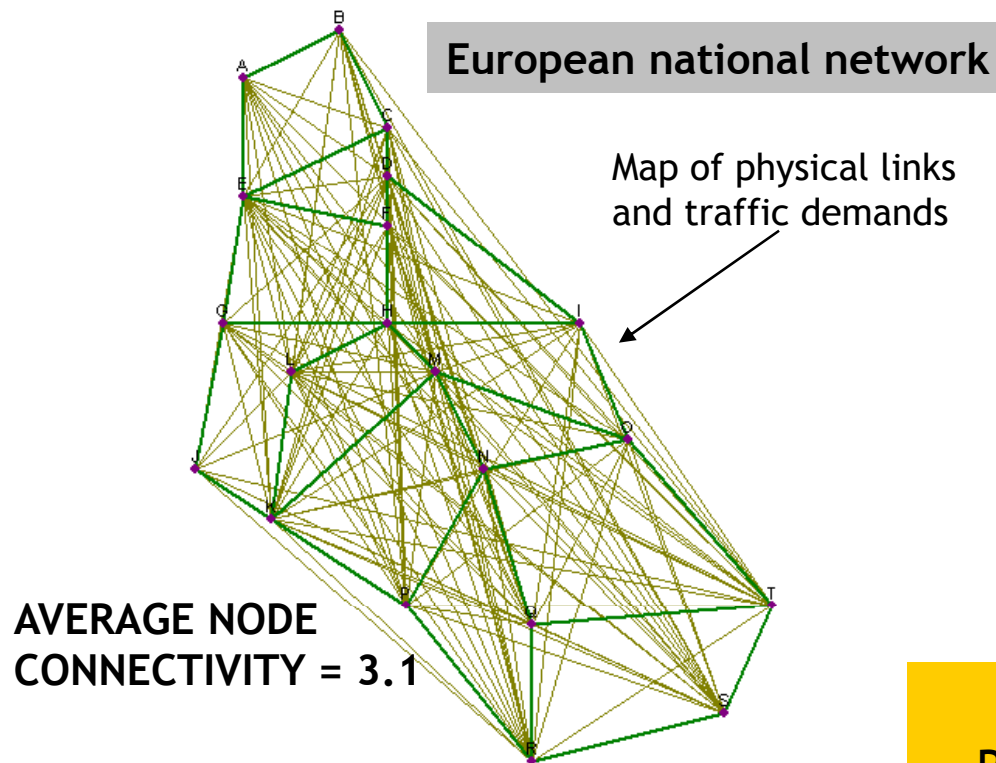 B
European national network
A
C
Map of physical links
and traffic demands
D
E
F
G
H
I
L
M
O
J
N
K
P
T
Q
AVERAGE NODE
CONNECTIVITY = 3.1
S
R